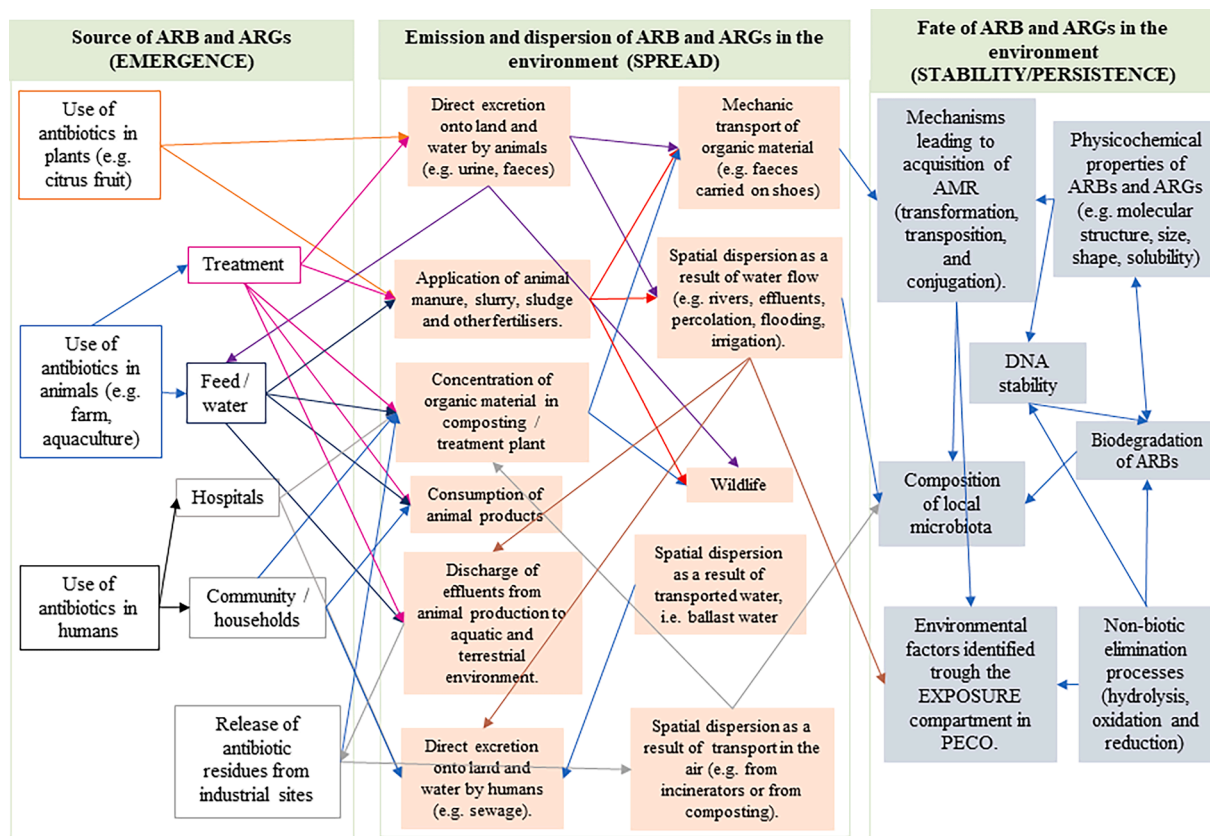 Source of ARB and ARGs
(EMERGENCE)
Use of
antibiotics in
plants (e.g.
citrus fruit)
Treatment
Use of
antibiotics in
animals (e.g.
farm,
aquaculture)
Feed /
water
Hospitals
Use of
antibiotics in
humans
Community /
households
Release of
antibiotic
residues from
industrial sites
Emission and dispersion of ARB and ARGs in the
environment (SPREAD)
Direct excretion
onto land and
water by animals
(e.g. urine, faeces)
Application of animal
manure, slurry, sludge
and other fertilisers.
Concentration of
organic material in
composting /
treatment plant
Consumption of
animal products
Discharge of
effluents from
animal production to
aquatic and
terrestrial
environment.
Direct excretion
onto land and
water by humans
(e.g. sewage).
Mechanic
transport of
organic material
(e.g. faeces
carried on shoes)
Spatial dispersion as a
result of water flow
(e.g. rivers, effluents,
percolation, flooding,
irrigation).
Wildlife
Spatial dispersion
as a result of
transported water,
i.e. ballast water
Spatial dispersion as a
result of transport in the
air (e.g. from
incinerators or from
composting).
Fate of ARB and ARGs in the
environment
(STABILITY/PERSISTENCE)
Mechanisms
leading to
acquisition of
AMR
(transformation,
transposition,
and
conjugation).
Physicochemical
properties of
ARBs and ARGs
(e.g. molecular
structure, size,
shape, solubility)
DNA
stability
Biodegradation
of ARBs
Composition
of local
microbiota
Environmental
factors identified
trough the
EXPOSURE
compartment in
PECO.
Non-biotic
elimination
processes
(hydrolysis,
oxidation and
reduction)